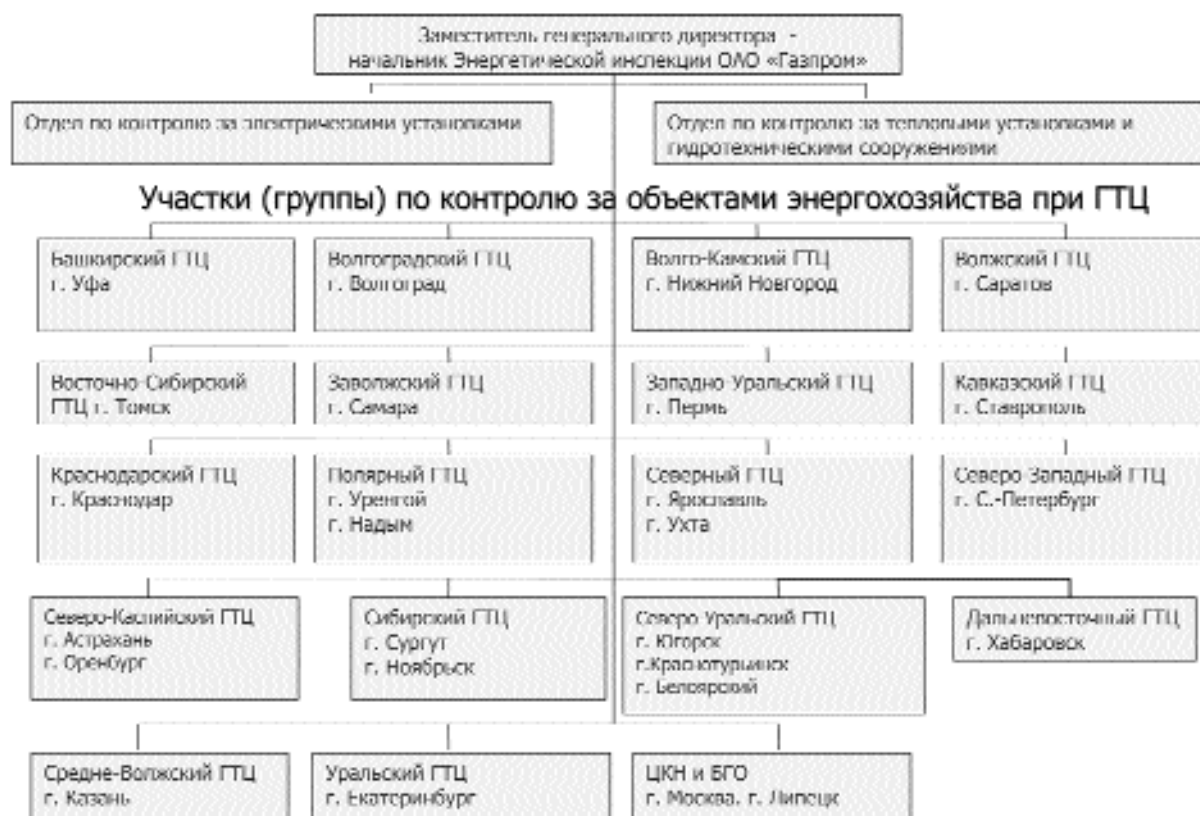 Заместитель генерального директора -
начальник Энергетической инспекции ОАО «Газпром»
Отдел по контролю за электрическими установками
Отдел по контролю за тепловыми установками и
гидротехническими сооружениями
Участки (группы) по контролю за объектами энергохозяйства при ГТЦ
Башкирский ГТЦ
г. Уфа
Волгоградский ГТЦ
г. Волгоград
Волго-Камский ГТЦ
г. Нижний Новгород
Волжский ГТЦ
г. Саратов
Восточно-Сибирский
ГТЦ г. Томск
Заволжский ГТЦ
г. Самара
Западно-Уральский ГТЦ
г. Пермь
Кавказский ГТЦ
г. Ставрополь
Краснодарский ГТЦ
г. Краснодар
Полярный ГТЦ
г. Уренгой
г. Надым
Северный ГТЦ
г. Ярославль
г. Ухта
Северо-Западный ГТЦ
г. С.-Петербург
Северо-Каспийский ГТЦ
г. Астрахань
г. Оренбург
Сибирский ГТЦ
г. Сургут
г. Ноябрьск
Северо-Уральский ГТЦ
г. Югорск
г.Краснотурьинск
г. Белоярский
Дальневосточный ГТЦ
г. Хабаровск
Средне-Волжский ГТЦ
г. Казань
Уральский ГТЦ
г. Екатеринбург
ЦКН и БГО
г. Москва, г. Липецк